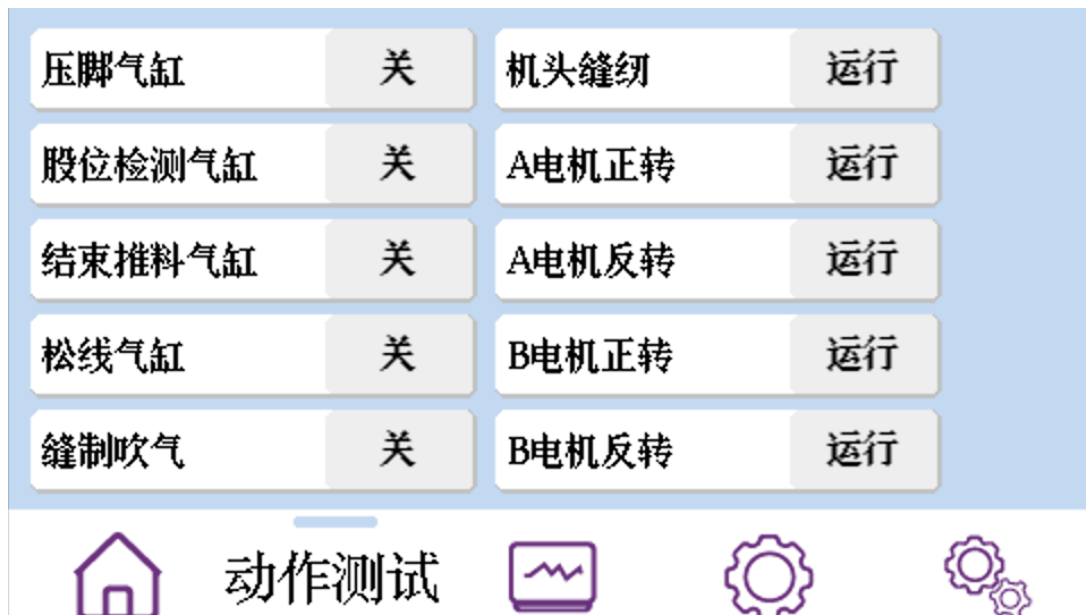 压脚气缸 关 机头缝纫 运行
股位检测气缸 关 A电机正转 运行
结束推料气缸 关 A电机反转 运行
松线气缸 关 B电机正转 运行
缝制吹气 关 B电机反转 运行
动作测试